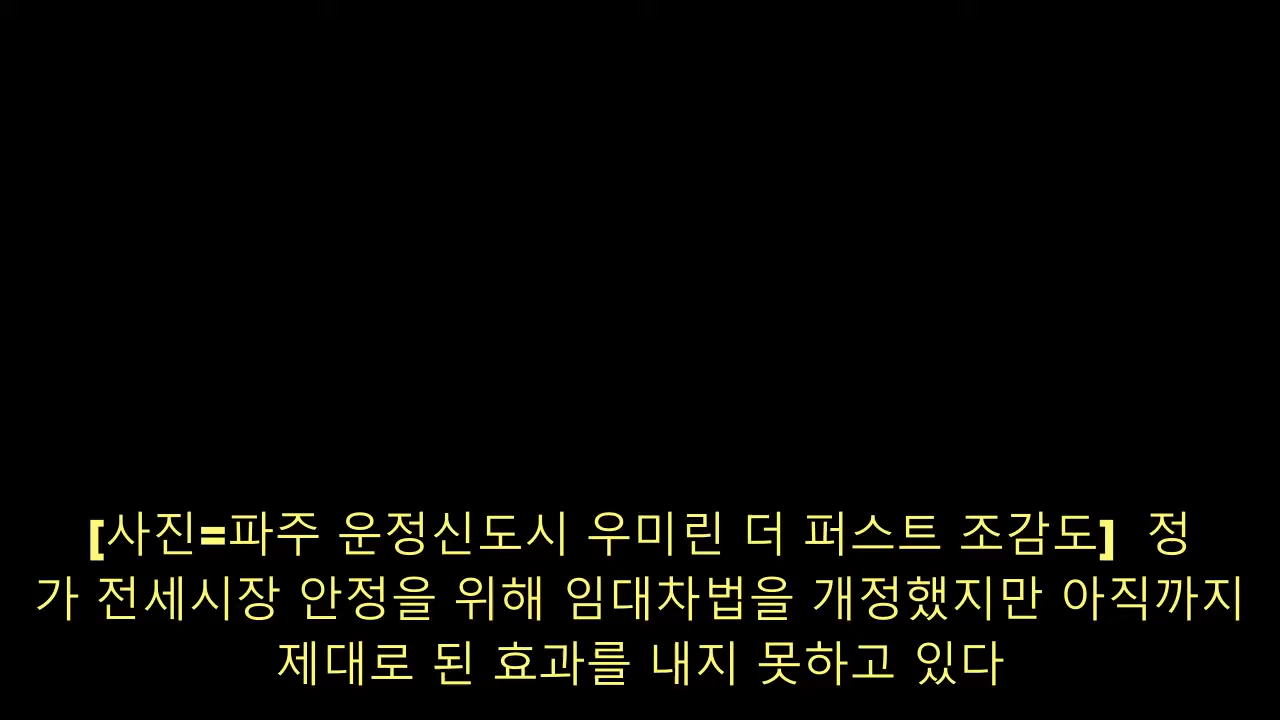 [사진=파주 운정신도시 우미린 더 퍼스트 조감도]  정
가 전세시장 안정을 위해 임대차법을 개정했지만 아직까지
제대로 된 효과를 내지 못하고 있다